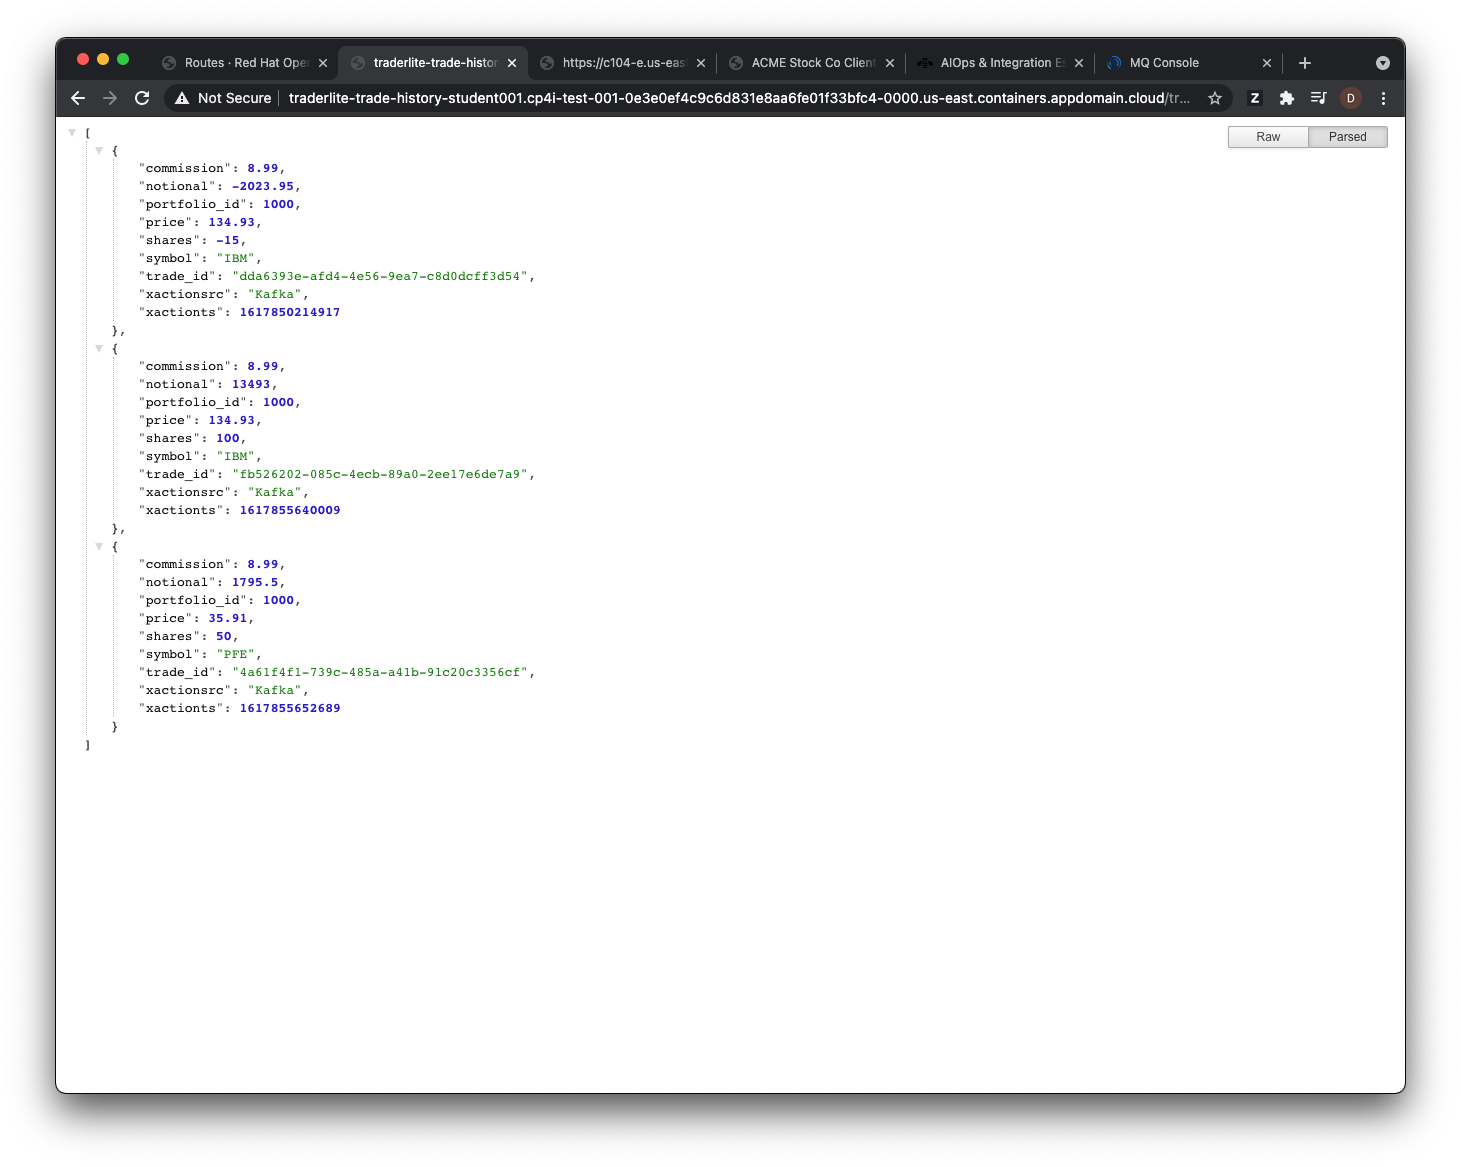 Routes · Red Hat Ope
traderlite-trade-histor
https://c104-e.us-eas
ACME Stock Co Client
AIOps & Integration Es
MQ Console
Not Secure
traderlite-trade-history-student001.cp4i-test-001-0e3e0ef4c9c6d831e8aa6fe01f33bfc4-0000.us-east.containers.appdomain.cloud/tr...
Z
D
Raw
Parsed
[
{
"commission": 8.99,
"notional": -2023.95,
"portfolio_id": 1000,
"price": 134.93,
"shares": -15,
"symbol": "IBM",
"trade_id": "dda6393e-afd4-4e56-9ea7-c8d0dcff3d54",
"xactionsrc": "Kafka",
"xactionts": 1617850214917
},
{
"commission": 8.99,
"notional": 13493,
"portfolio_id": 1000,
"price": 134.93,
"shares": 100,
"symbol": "IBM",
"trade_id": "fb526202-085c-4ecb-89a0-2ee17e6de7a9",
"xactionsrc": "Kafka",
"xactionts": 1617855640009
},
{
"commission": 8.99,
"notional": 1795.5,
"portfolio_id": 1000,
"price": 35.91,
"shares": 50,
"symbol": "PFE",
"trade_id": "4a61f4f1-739c-485a-a41b-91c20c3356cf",
"xactionsrc": "Kafka",
"xactionts": 1617855652689
}
]